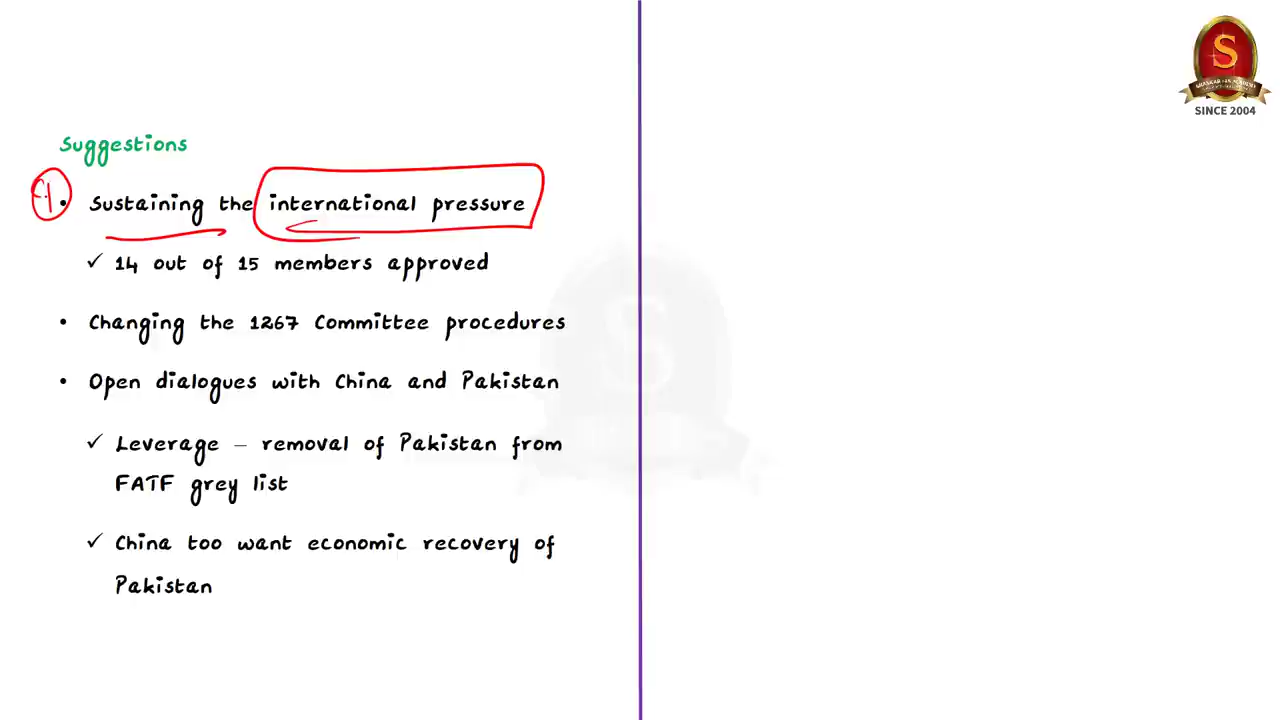 S
SINCE 2004
Suggestions
• Sustaining the international pressure
✓ 14 out of 15 members approved
• Changing the 1267 Committee procedures
• Open dialogues with China and Pakistan
✓ Leverage – removal of Pakistan from
FATF grey list
✓ China too want economic recovery of
Pakistan